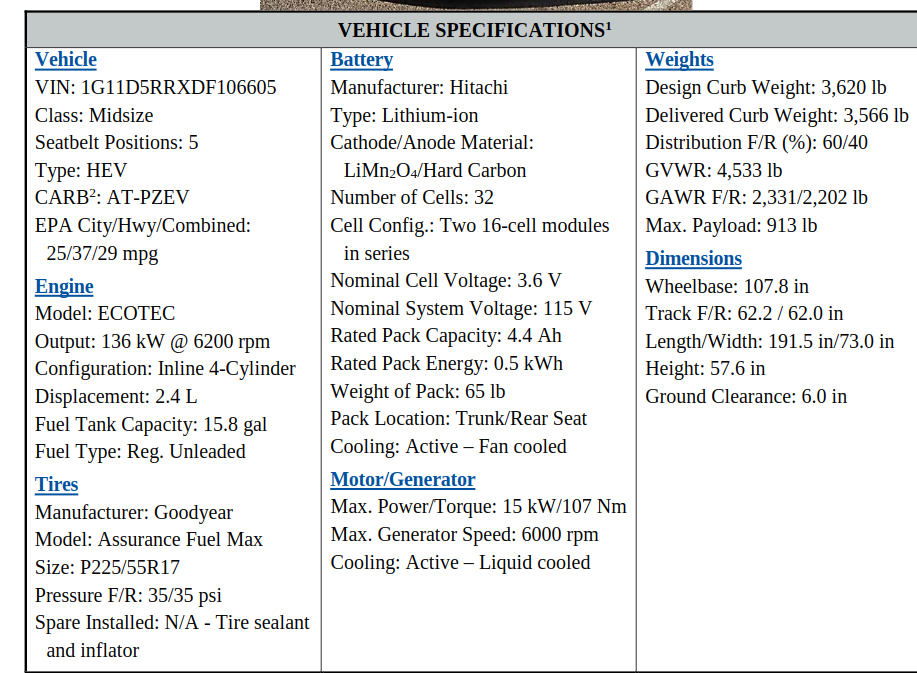 VEHICLE SPECIFICATIONS¹
Vehicle
VIN: 1G11D5RRXDF106605
Class: Midsize
Seatbelt Positions: 5
Type: HEV
CARB²: AT-PZEV
EPA City/Hwy/Combined:
25/37/29 mpg
Engine
Model: ECOTEC
Output: 136 kW @ 6200 rpm
Configuration: Inline 4-Cylinder
Displacement: 2.4 L
Fuel Tank Capacity: 15.8 gal
Fuel Type: Reg. Unleaded
Tires
Manufacturer: Goodyear
Model: Assurance Fuel Max
Size: P225/55R17
Pressure F/R: 35/35 psi
Spare Installed: N/A - Tire sealant
and inflator
Battery
Manufacturer: Hitachi
Type: Lithium-ion
Cathode/Anode Material:
LiMn₂O₄/Hard Carbon
Number of Cells: 32
Cell Config.: Two 16-cell modules
in series
Nominal Cell Voltage: 3.6 V
Nominal System Voltage: 115 V
Rated Pack Capacity: 4.4 Ah
Rated Pack Energy: 0.5 kWh
Weight of Pack: 65 lb
Pack Location: Trunk/Rear Seat
Cooling: Active – Fan cooled
Motor/Generator
Max. Power/Torque: 15 kW/107 Nm
Max. Generator Speed: 6000 rpm
Cooling: Active – Liquid cooled
Weights
Design Curb Weight: 3,620 lb
Delivered Curb Weight: 3,566 lb
Distribution F/R (%): 60/40
GVWR: 4,533 lb
GAWR F/R: 2,331/2,202 lb
Max. Payload: 913 lb
Dimensions
Wheelbase: 107.8 in
Track F/R: 62.2 / 62.0 in
Length/Width: 191.5 in/73.0 in
Height: 57.6 in
Ground Clearance: 6.0 in